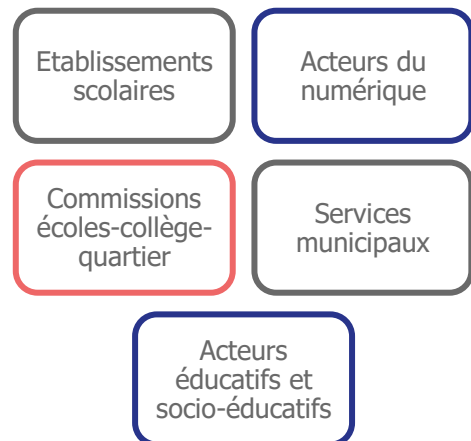 Etablissements
scolaires
Acteurs du
numérique
Commissions
écoles-collège-
quartier
Services
municipaux
Acteurs
éducatifs et
socio-éducatifs